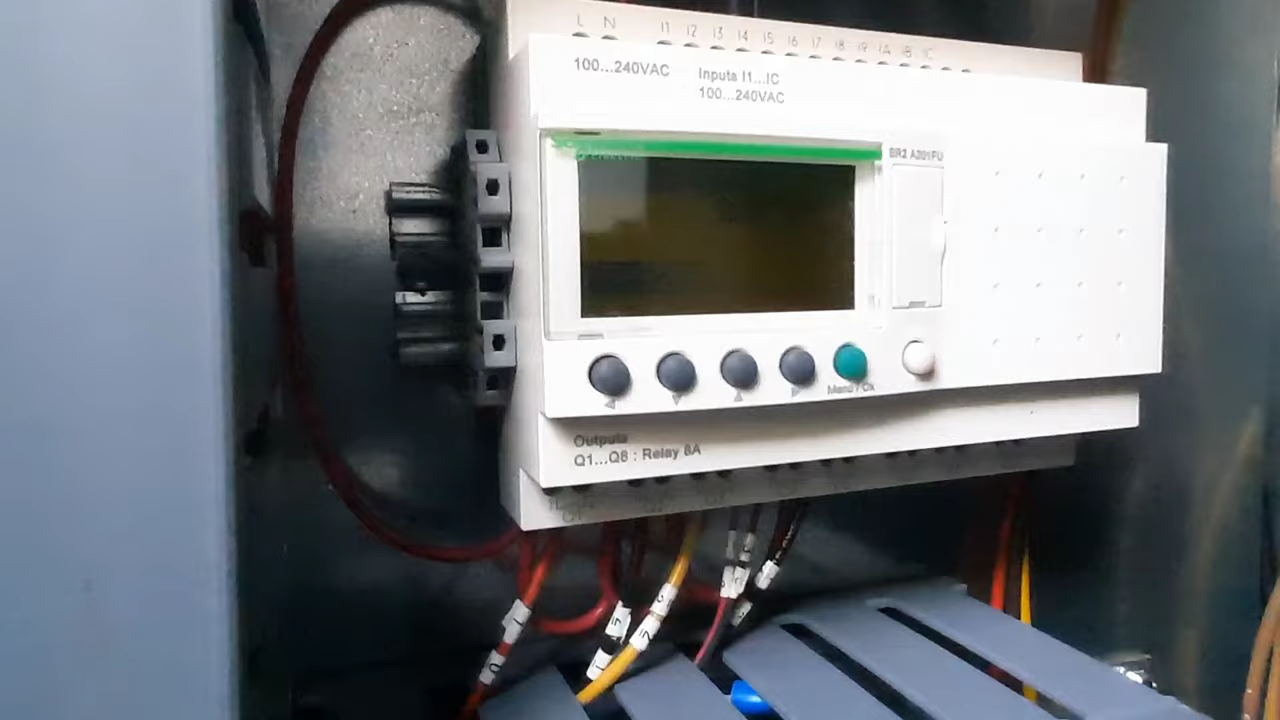 L N I1 I2 I3 I4 I5 I6 I7 I8 I9 IA IB IC
100...240VAC
Inputs I1...IC
100...240VAC
SR2 A201FU
Menu / Ok
Outputs
Q1...Q8 : Relay 8A